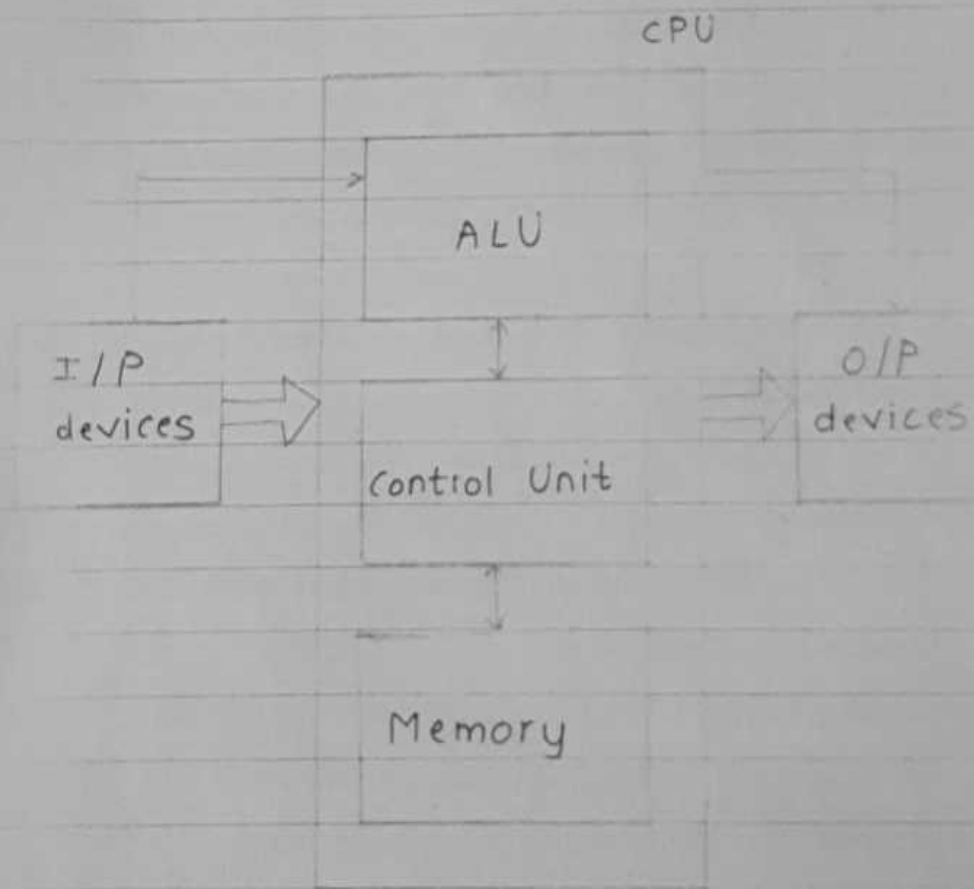 CPU
ALU
I/P
devices
O/P
devices
Control Unit
Memory